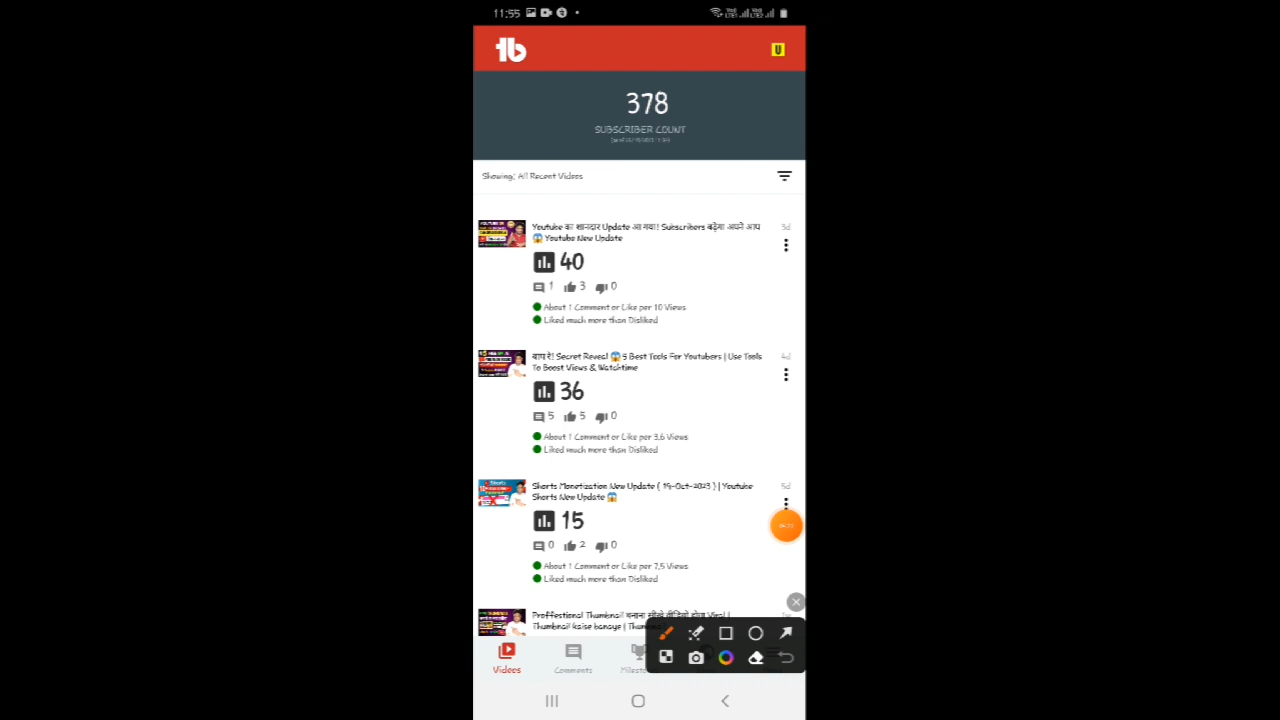 11:55
tb
U
378
SUBSCRIBER COUNT
Showing: All Recent Videos
Youtube का शानदार Update आ गया! Subscribers बढ़ेगा अपने आप
😱 Youtube New Update
3d
40
1 3 0
About 1 Comment or Like per 10 Views
Liked much more than Disliked
बाप रे! Secret Reveal 😱 5 Best Tools For Youtubers | Use Tools
To Boost Views & Watchtime
4d
36
5 5 0
About 1 Comment or Like per 3.6 Views
Liked much more than Disliked
Shorts Monetization New Update ( 19-Oct-2023 ) | Youtube
Shorts New Update 😱
5d
15
0 2 0
About 1 Comment or Like per 7.5 Views
Liked much more than Disliked
Proffestional Thumbnail बनाना सीखे वीडियो होगा Viral |
Thumbnail kaise banaye |
Videos
Comments